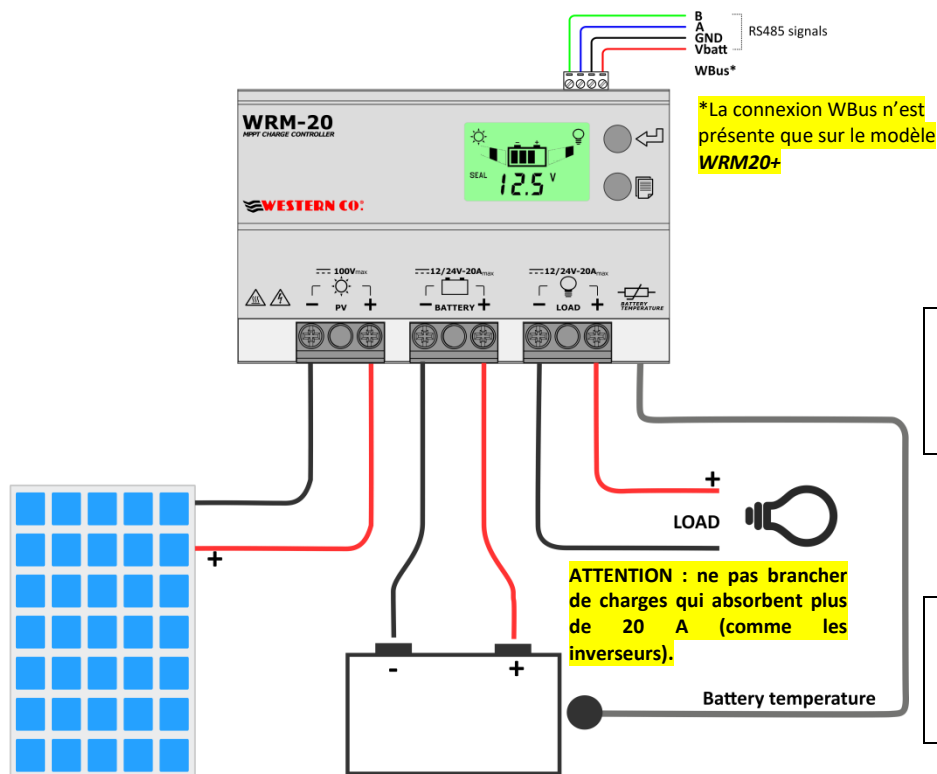 B
A
GND
Vbatt
RS485 signals
WBus*
*La connexion WBus n’est
présente que sur le modèle
WRM20+
WRM-20
MPPT CHARGE CONTROLLER
SEAL
12.5 V
WESTERN CO.
100Vmax
12/24V-20Amax
12/24V-20Amax
− PV +
− BATTERY +
− LOAD +
BATTERY
TEMPERATURE
+
+
LOAD
ATTENTION : ne pas brancher
de charges qui absorbent plus
de 20 A (comme les
inverseurs).
- +
Battery temperature